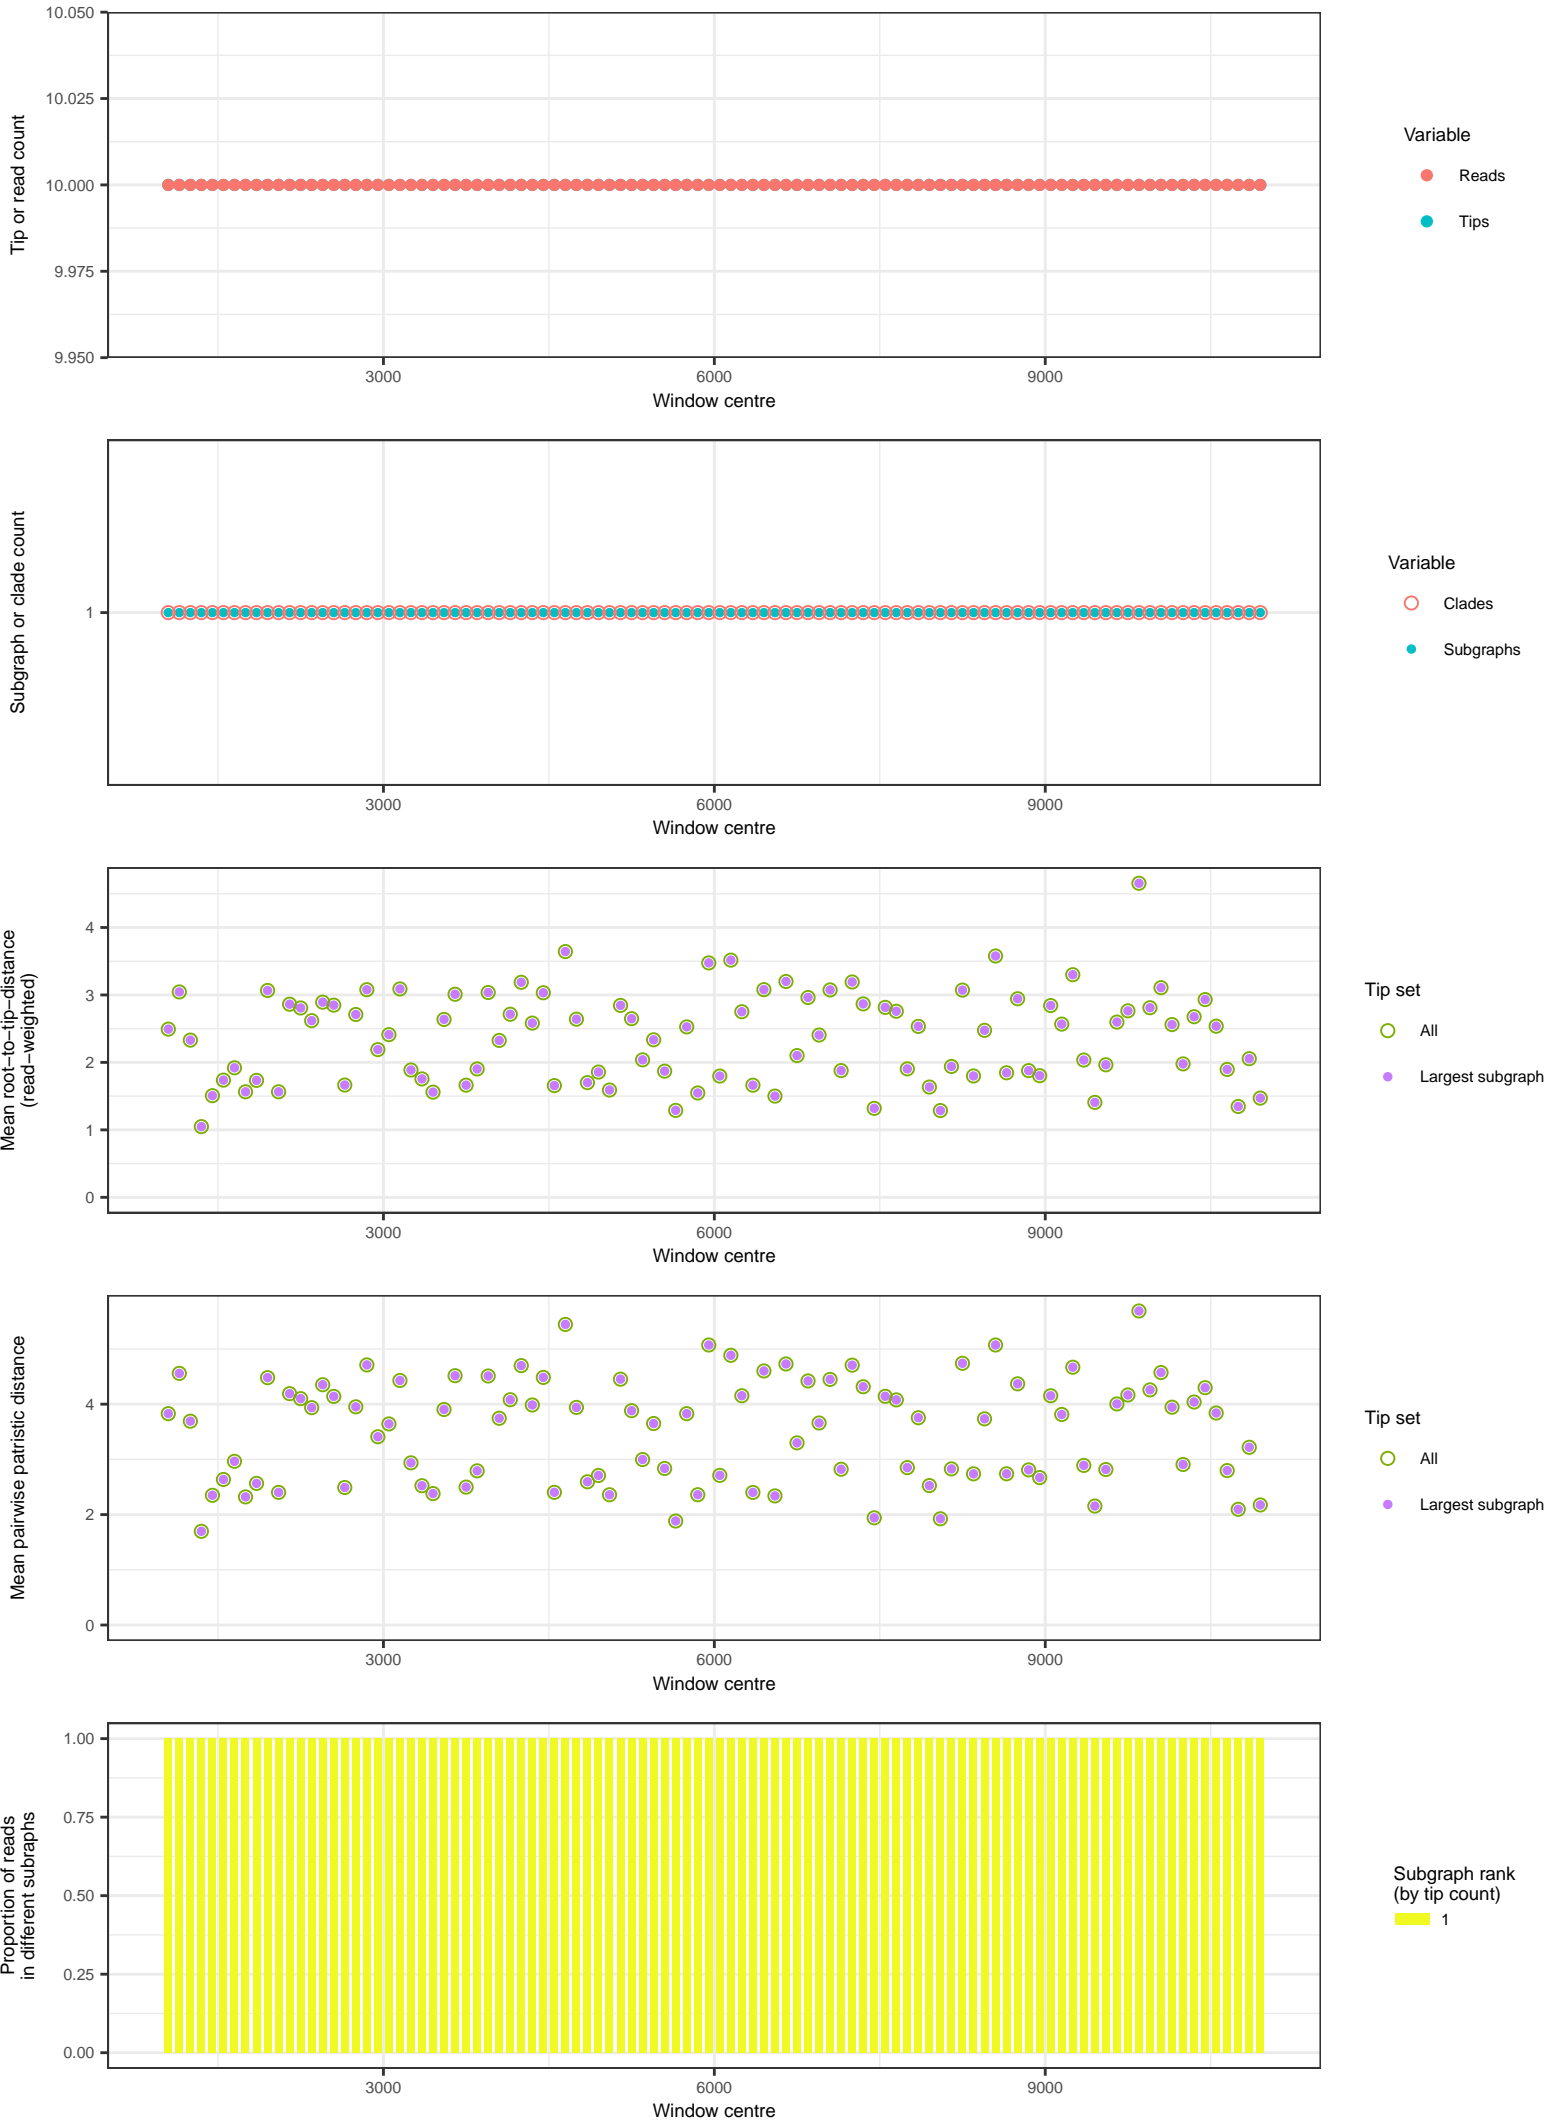 10.050
10.025
10.000
9.975
9.950
Tip or read count
3000
6000
9000
Window centre
Variable
Reads
Tips
1
Subgraph or clade count
3000
6000
9000
Window centre
Variable
Clades
Subgraphs
4
3
2
1
0
Mean root−to−tip−distance
(read−weighted)
3000
6000
9000
Window centre
Tip set
All
Largest subgraph
4
2
0
Mean pairwise patristic distance
3000
6000
9000
Window centre
Tip set
All
Largest subgraph
1.00
0.75
0.50
0.25
0.00
Proportion of reads
in different subraphs
3000
6000
9000
Window centre
Subgraph rank
(by tip count)
1